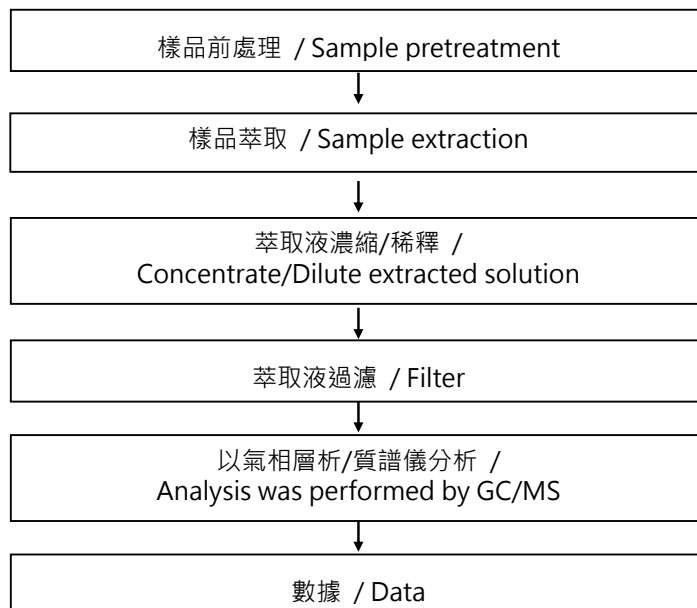 樣品前處理 / Sample pretreatment
樣品萃取 / Sample extraction
萃取液濃縮/稀釋 /
Concentrate/Dilute extracted solution
萃取液過濾 / Filter
以氣相層析/質譜儀分析 /
Analysis was performed by GC/MS
數據 / Data